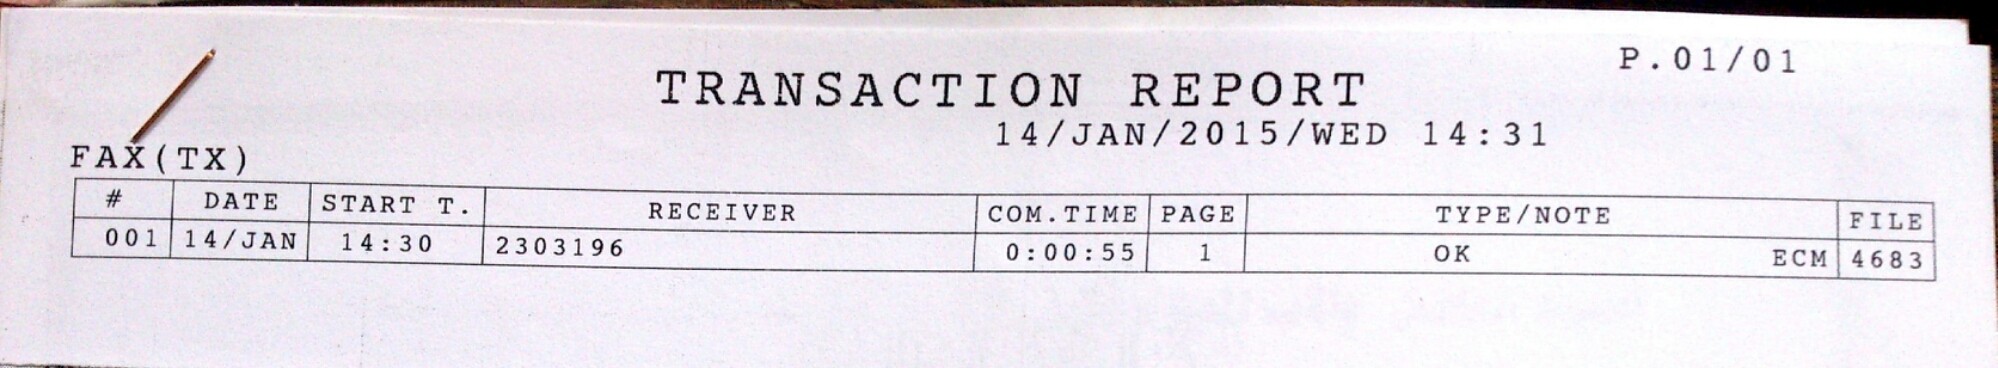 P.01/01
TRANSACTION REPORT
14/JAN/2015/WED 14:31
FAX(TX)
# DATE START T. RECEIVER COM.TIME PAGE TYPE/NOTE FILE
001 14/JAN 14:30 2303196 0:00:55 1 OK ECM 4683